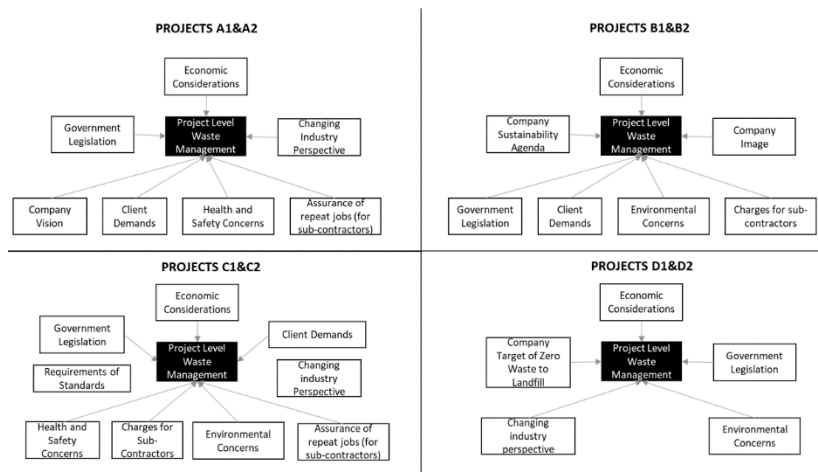 PROJECTS A1&A2
Economic
Considerations
Government
Legislation
Project Level
Waste
Management
Changing
Industry
Perspective
Company
Vision
Client
Demands
Health and
Safety Concerns
Assurance of
repeat jobs (for
sub-contractors)
PROJECTS B1&B2
Economic
Considerations
Company
Sustainability
Agenda
Project Level
Waste
Management
Company
Image
Government
Legislation
Client
Demands
Environmental
Concerns
Charges for sub-
contractors
PROJECTS C1&C2
Economic
Considerations
Government
Legislation
Client Demands
Project Level
Waste
Management
Requirements of
Standards
Changing
industry
Perspective
Health and
Safety
Concerns
Charges for
Sub-
Contractors
Environmental
Concerns
Assurance of
repeat jobs (for
sub-contractors)
PROJECTS D1&D2
Economic
Considerations
Company
Target of Zero
Waste to
Landfill
Project Level
Waste
Management
Government
Legislation
Changing
industry
perspective
Environmental
Concerns